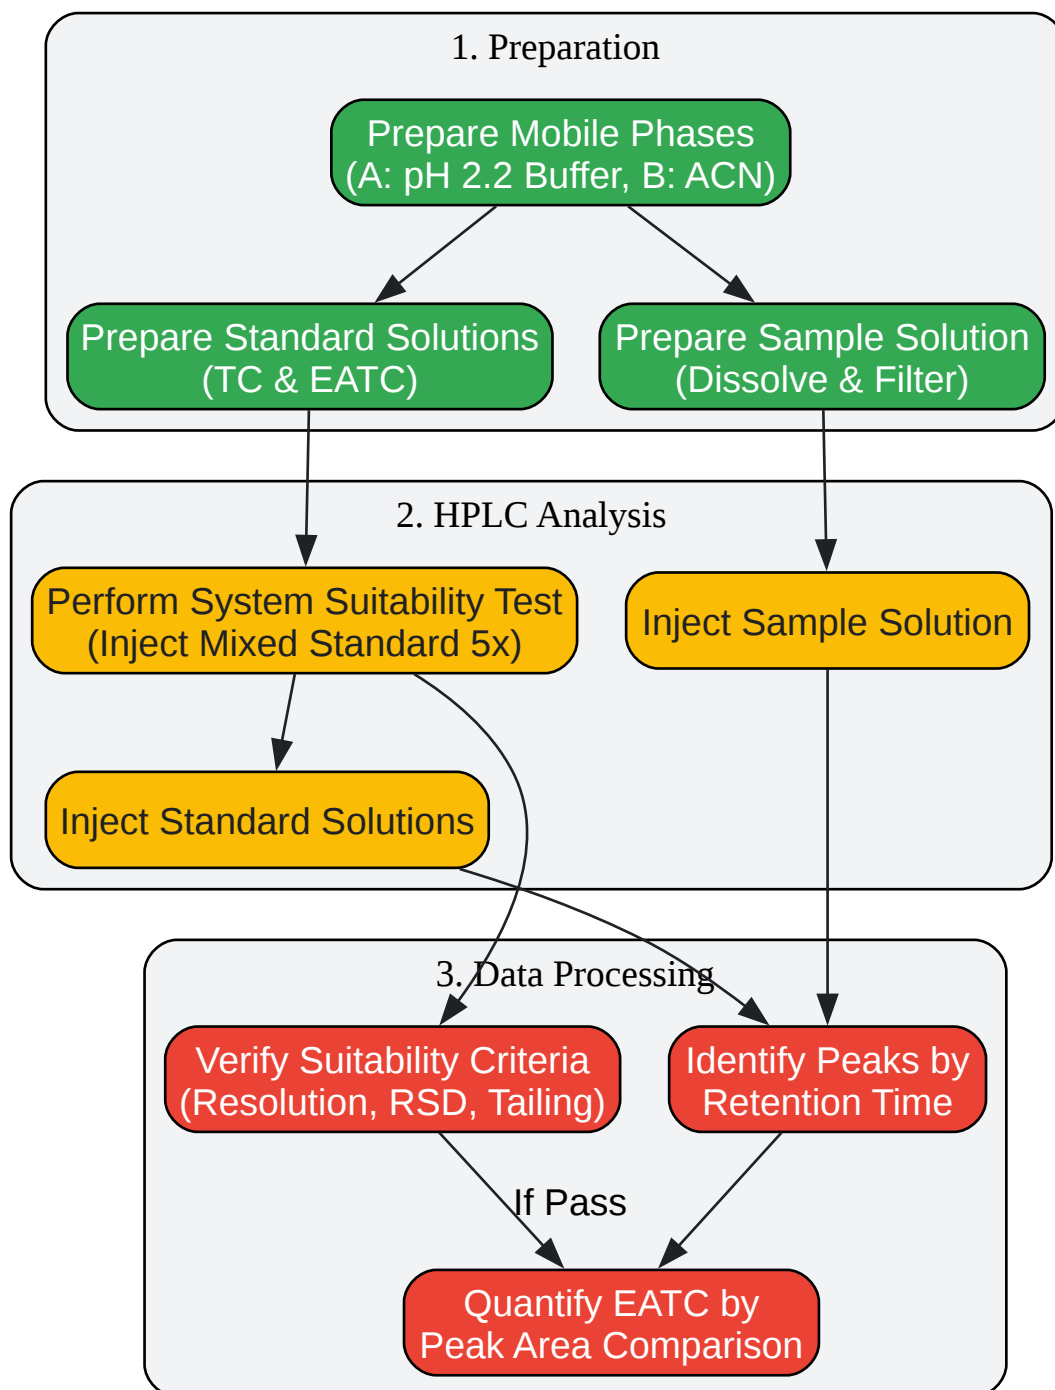 1. Preparation
Prepare Mobile Phases
(A: pH 2.2 Buffer, B: ACN)
Prepare Standard Solutions
(TC & EATC)
Prepare Sample Solution
(Dissolve & Filter)
2. HPLC Analysis
Perform System Suitability Test
(Inject Mixed Standard 5x)
Inject Sample Solution
Inject Standard Solutions
3. Data Processing
Verify Suitability Criteria
(Resolution, RSD, Tailing)
Identify Peaks by
Retention Time
If Pass
Quantify EATC by
Peak Area Comparison